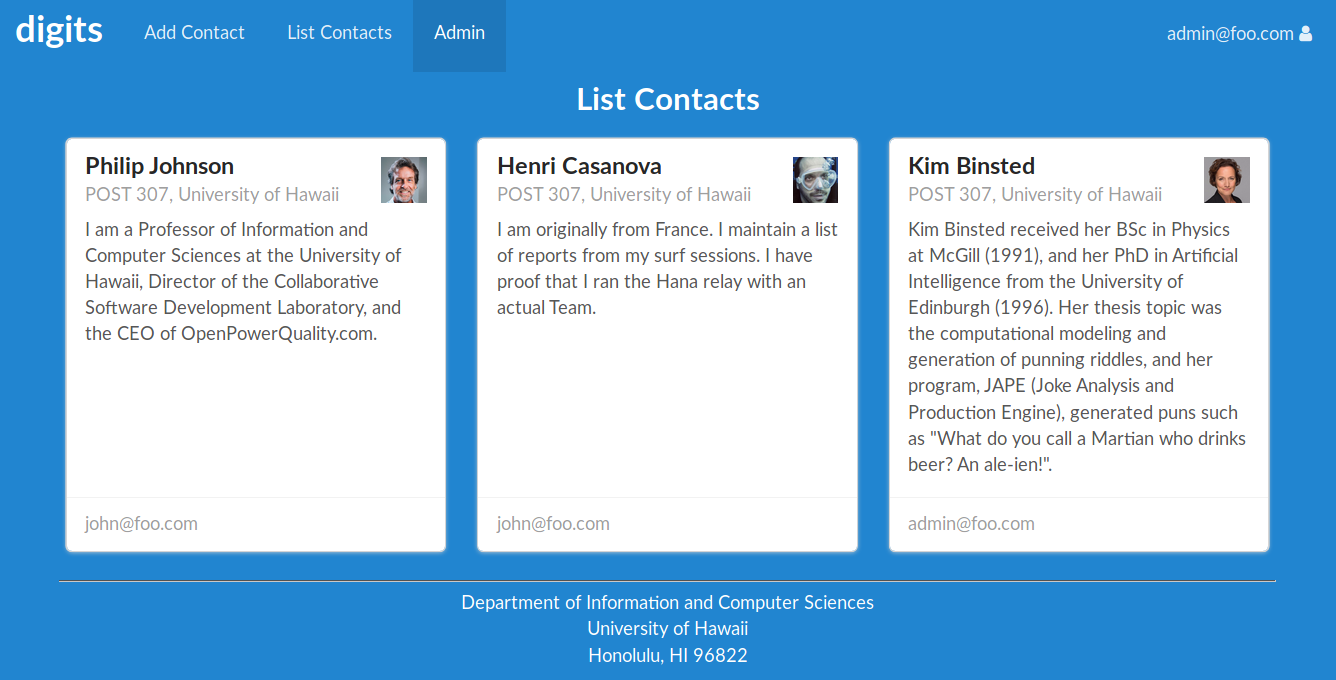 digits
Add Contact
List Contacts
Admin
admin@foo.com
List Contacts
Philip Johnson
POST 307, University of Hawaii
I am a Professor of Information and
Computer Sciences at the University of
Hawaii, Director of the Collaborative
Software Development Laboratory, and
the CEO of OpenPowerQuality.com.
john@foo.com
Henri Casanova
POST 307, University of Hawaii
I am originally from France. I maintain a list
of reports from my surf sessions. I have
proof that I ran the Hana relay with an
actual Team.
john@foo.com
Kim Binsted
POST 307, University of Hawaii
Kim Binsted received her BSc in Physics
at McGill (1991), and her PhD in Artificial
Intelligence from the University of
Edinburgh (1996). Her thesis topic was
the computational modeling and
generation of punning riddles, and her
program, JAPE (Joke Analysis and
Production Engine), generated puns such
as "What do you call a Martian who drinks
beer? An ale-ien!".
admin@foo.com
Department of Information and Computer Sciences
University of Hawaii
Honolulu, HI 96822